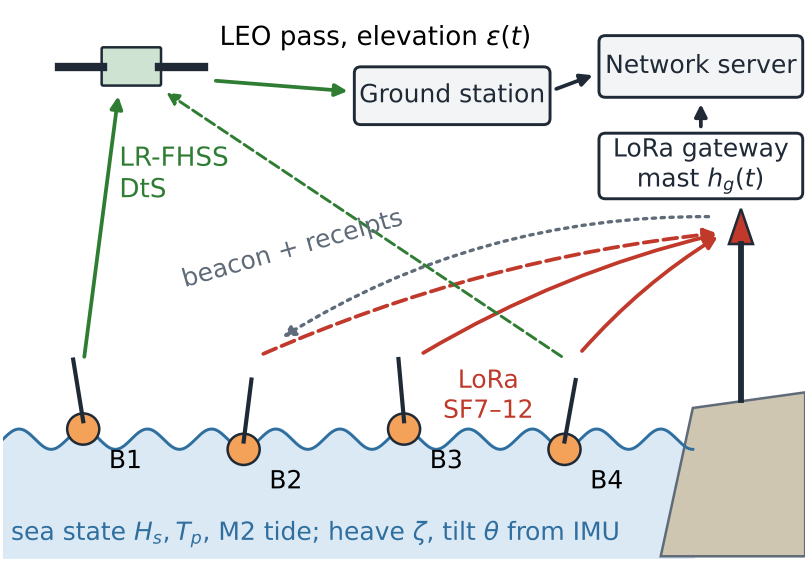 LEO pass, elevation ε(t)
Ground station
Network server
LoRa gateway
mast h_g(t)
LR-FHSS
DtS
beacon + receipts
LoRa
SF7–12
B1
B2
B3
B4
sea state H_s, T_p, M2 tide; heave ζ, tilt θ from IMU